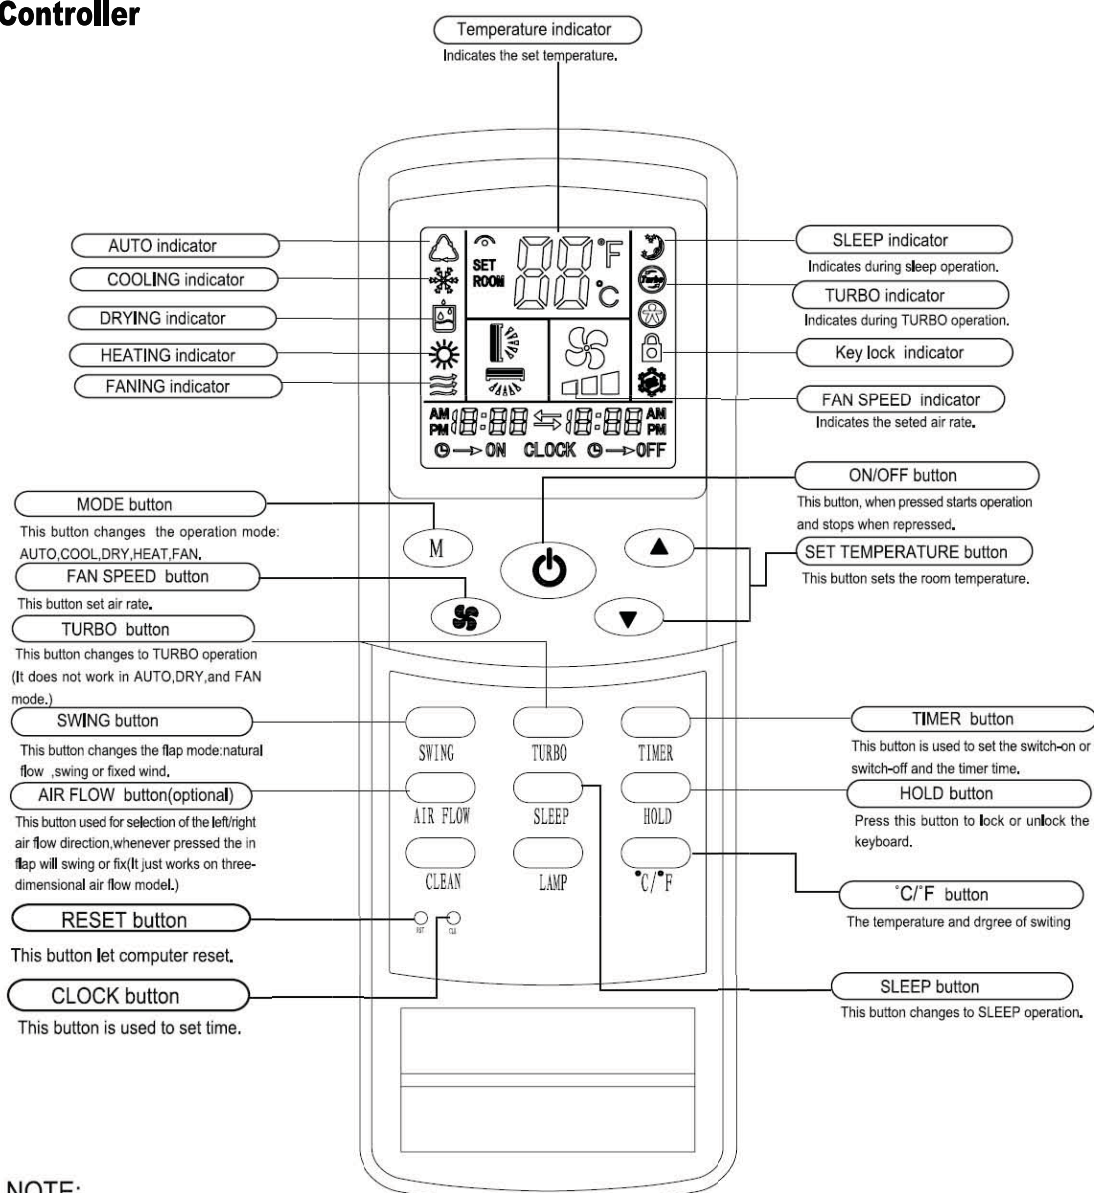 Controller
Temperature indicator
Indicates the set temperature.
AUTO indicator
COOLING indicator
DRYING indicator
HEATING indicator
FANING indicator
SET
ROOM
°F
°C
Turbo
AM
PM
18:88
18:88
AM
PM
ON CLOCK OFF
SLEEP indicator
Indicates during sleep operation.
TURBO indicator
Indicates during TURBO operation.
Key lock indicator
FAN SPEED indicator
Indicates the seted air rate.
MODE button
This button changes the operation mode:
AUTO,COOL,DRY,HEAT,FAN.
FAN SPEED button
This button set air rate.
TURBO button
This button changes to TURBO operation
(It does not work in AUTO,DRY,and FAN
mode.)
SWING button
This button changes the flap mode:natural
flow ,swing or fixed wind.
AIR FLOW button(optional)
This button used for selection of the left/right
air flow direction,whenever pressed the in
flap will swing or fix(It just works on three-
dimensional air flow model.)
RESET button
This button let computer reset.
CLOCK button
This button is used to set time.
M
SWING TURBO TIMER
AIR FLOW SLEEP HOLD
CLEAN LAMP °C/°F
RST
ON/OFF button
This button, when pressed starts operation
and stops when repressed.
SET TEMPERATURE button
This button sets the room temperature.
TIMER button
This button is used to set the switch-on or
switch-off and the timer time.
HOLD button
Press this button to lock or unlock the
keyboard.
°C/°F button
The temperature and drgree of switing
SLEEP button
This button changes to SLEEP operation.
NOTE: